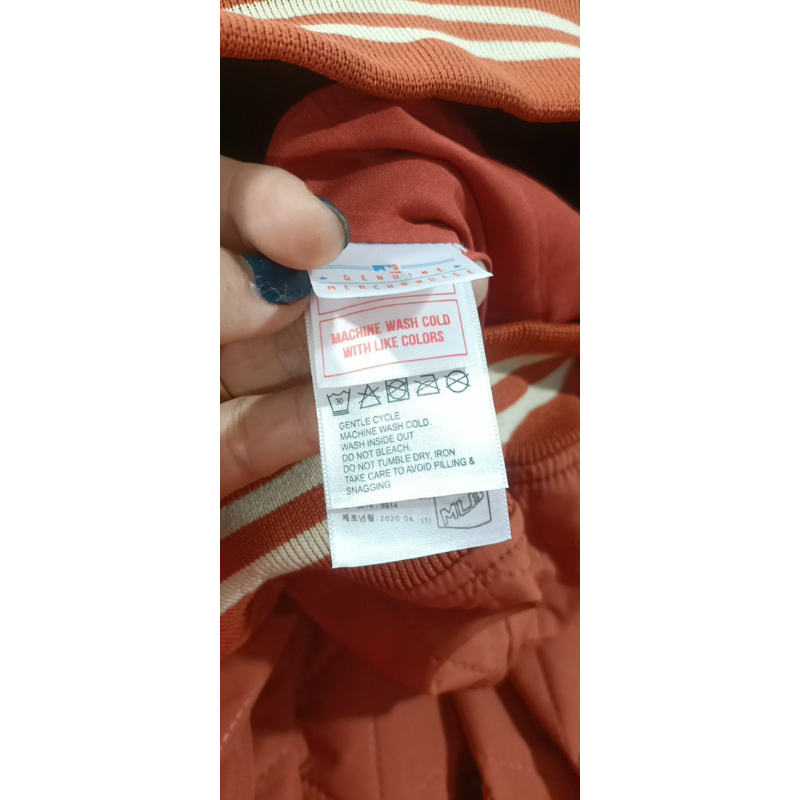 GENUINE
MERCHANDISE
MACHINE WASH COLD
WITH LIKE COLORS
30
GENTLE CYCLE
MACHINE WASH COLD.
WASH INSIDE OUT
DO NOT BLEACH.
DO NOT TUMBLE DRY, IRON
TAKE CARE TO AVOID PILLING &
SNAGGING
제조년월: 2020. 04 (1)
MLB